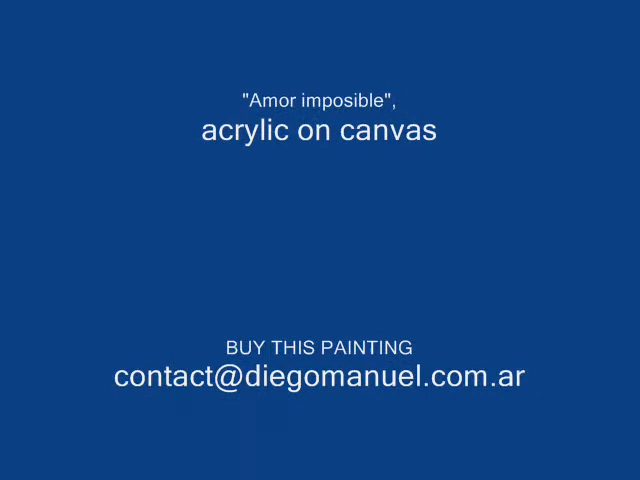 "Amor imposible",
acrylic on canvas
BUY THIS PAINTING
contact@diegomanuel.com.ar